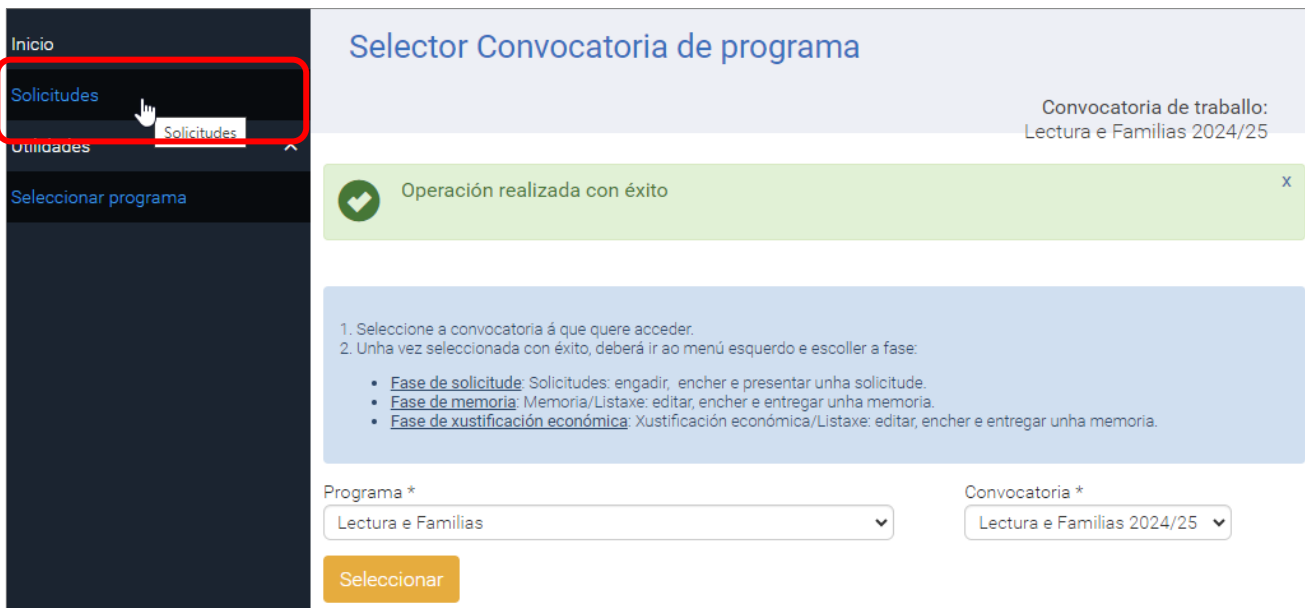 Inicio
Solicitudes
Solicitudes
Utilidades
Seleccionar programa
Selector Convocatoria de programa
Convocatoria de traballo:
Lectura e Familias 2024/25
Operación realizada con éxito
x
1. Seleccione a convocatoria á que quere acceder.
2. Unha vez seleccionada con éxito, deberá ir ao menú esquerdo e escoller a fase:
• Fase de solicitude: Solicitudes: engadir, encher e presentar unha solicitude.
• Fase de memoria: Memoria/Listaxe: editar, encher e entregar unha memoria.
• Fase de xustificación económica: Xustificación económica/Listaxe: editar, encher e entregar unha memoria.
Programa *
Lectura e Familias
Convocatoria *
Lectura e Familias 2024/25
Seleccionar